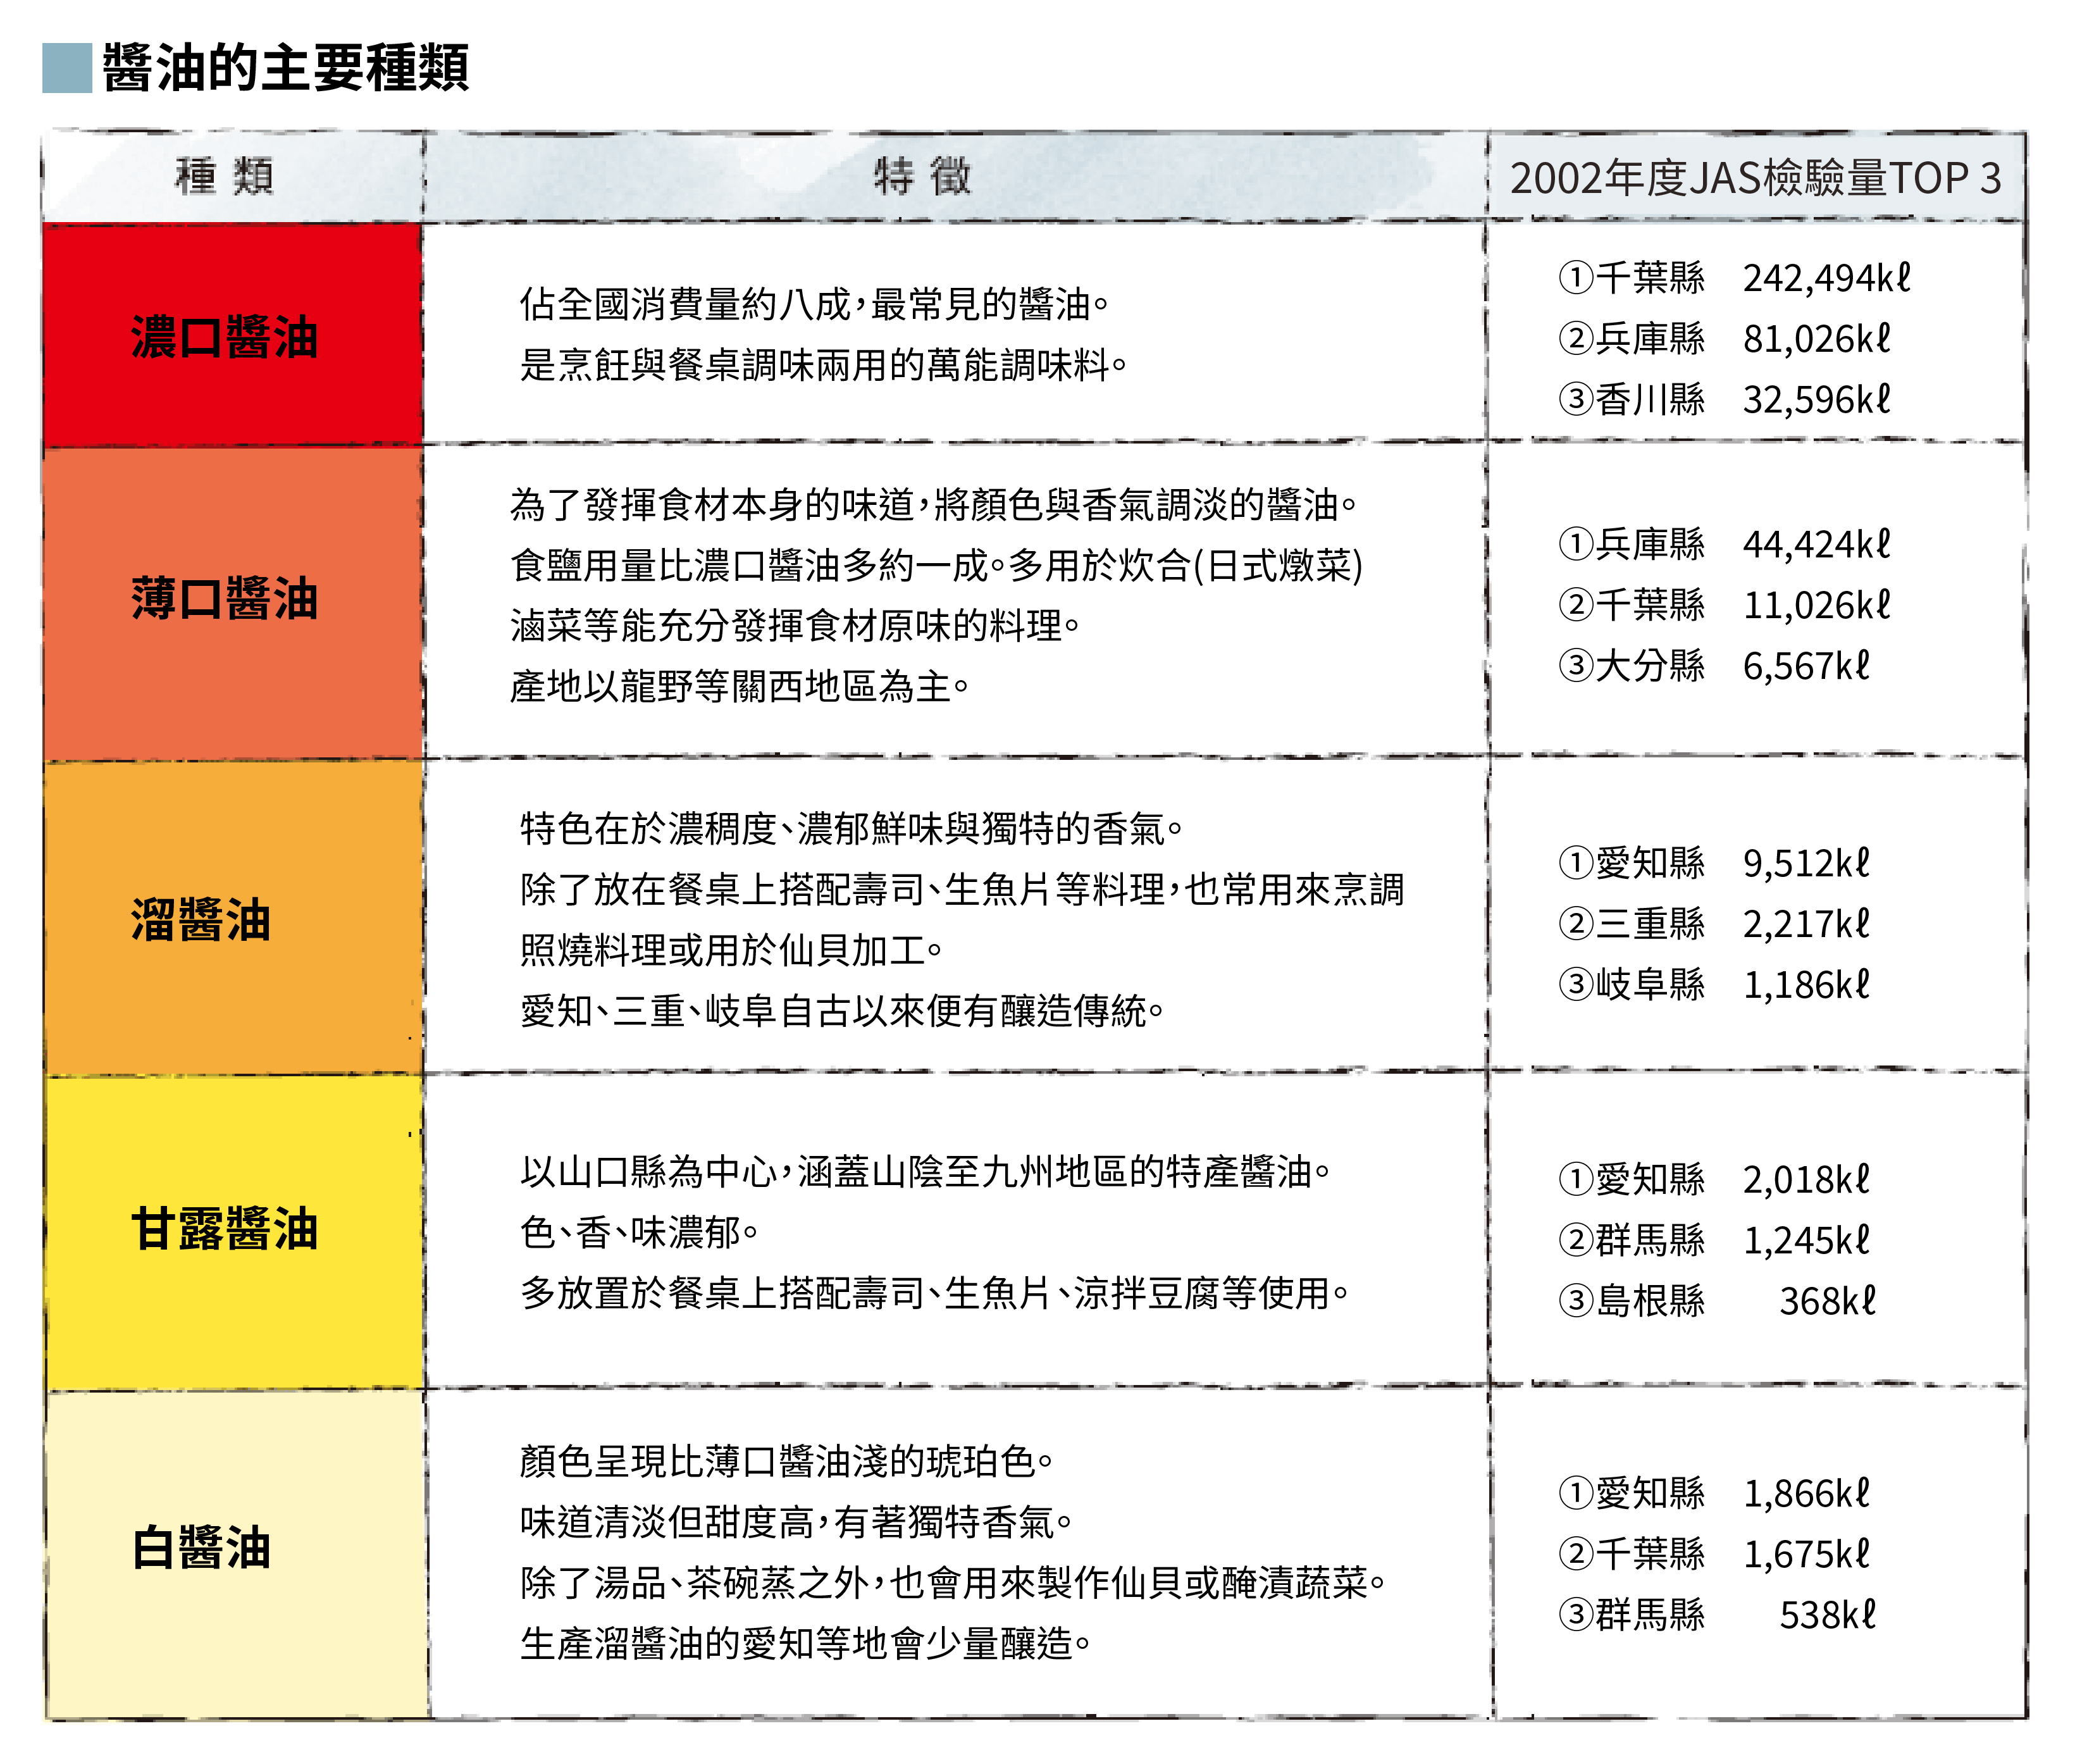 醬油的主要種類
種類 特徵 2002年度JAS檢驗量TOP 3
濃口醬油
佔全國消費量約八成，最常見的醬油。
是烹飪與餐桌調味兩用的萬能調味料。
①千葉縣 242,494kℓ
②兵庫縣 81,026kℓ
③香川縣 32,596kℓ
薄口醬油
為了發揮食材本身的味道，將顏色與香氣調淡的醬油。
食鹽用量比濃口醬油多約一成。多用於炊合(日式燉菜)
滷菜等能充分發揮食材原味的料理。
產地以龍野等關西地區為主。
①兵庫縣 44,424kℓ
②千葉縣 11,026kℓ
③大分縣 6,567kℓ
溜醬油
特色在於濃稠度、濃郁鮮味與獨特的香氣。
除了放在餐桌上搭配壽司、生魚片等料理，也常用來烹調
照燒料理或用於仙貝加工。
愛知、三重、岐阜自古以來便有釀造傳統。
①愛知縣 9,512kℓ
②三重縣 2,217kℓ
③岐阜縣 1,186kℓ
甘露醬油
以山口縣為中心，涵蓋山陰至九州地區的特產醬油。
色、香、味濃郁。
多放置於餐桌上搭配壽司、生魚片、涼拌豆腐等使用。
①愛知縣 2,018kℓ
②群馬縣 1,245kℓ
③島根縣 368kℓ
白醬油
顏色呈現比薄口醬油淺的琥珀色。
味道清淡但甜度高，有著獨特香氣。
除了湯品、茶碗蒸之外，也會用來製作仙貝或醃漬蔬菜。
生產溜醬油的愛知等地會少量釀造。
①愛知縣 1,866kℓ
②千葉縣 1,675kℓ
③群馬縣 538kℓ